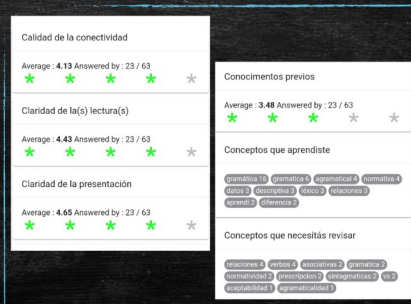 Calidad de la conectividad
Average : 4.13 Answered by : 23 / 63
Claridad de la(s) lectura(s)
Average : 4.43 Answered by : 23 / 63
Claridad de la presentación
Average : 4.65 Answered by : 23 / 63
Conocimentos previos
Average : 3.48 Answered by : 23 / 63
Conceptos que aprendiste
gramática 16 gramatica 6 agramatical 4 normativa 4
datos 3 descriptiva 3 léxico 3 relaciones 3
aprendí 2 diferencia 2
Conceptos que necesitás revisar
relaciones 4 verbos 4 asociativas 2 gramatica 2
normatividad 2 prescripcion 2 sintagmaticas 2 vs 2
aceptabilidad 1 agramaticalidad 1